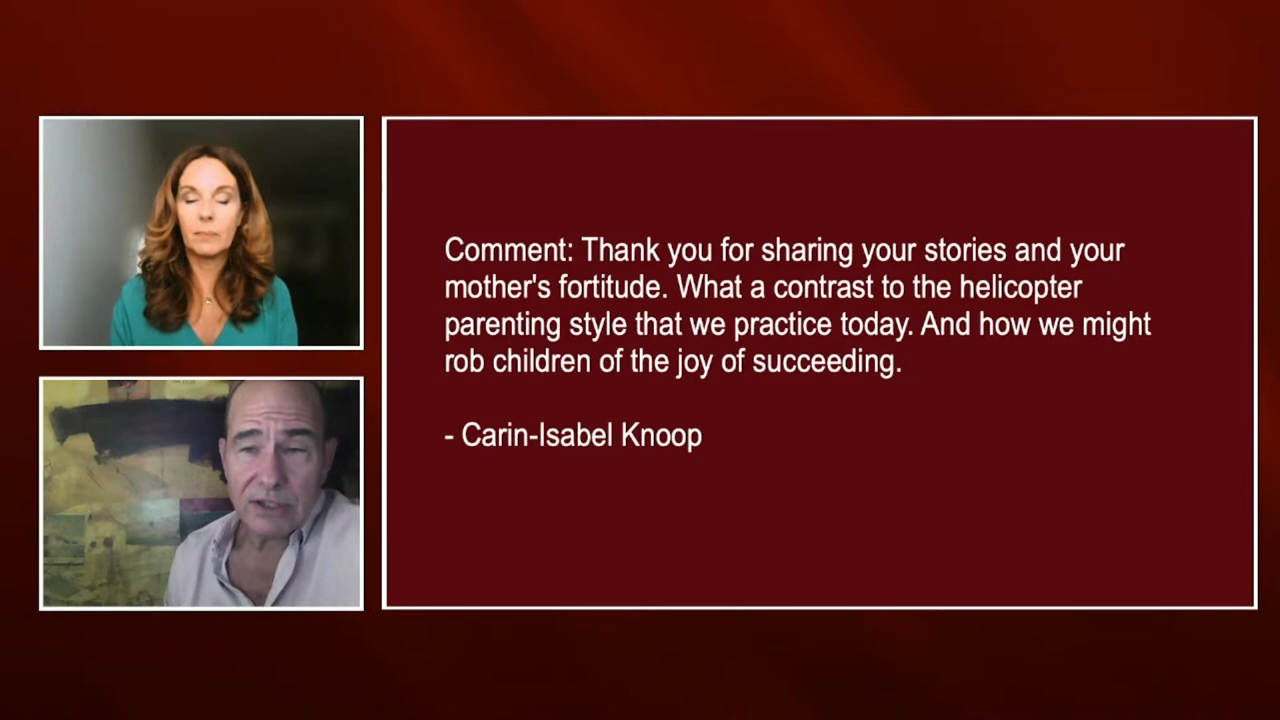 Comment: Thank you for sharing your stories and your
mother's fortitude. What a contrast to the helicopter
parenting style that we practice today. And how we might
rob children of the joy of succeeding.
- Carin-Isabel Knoop